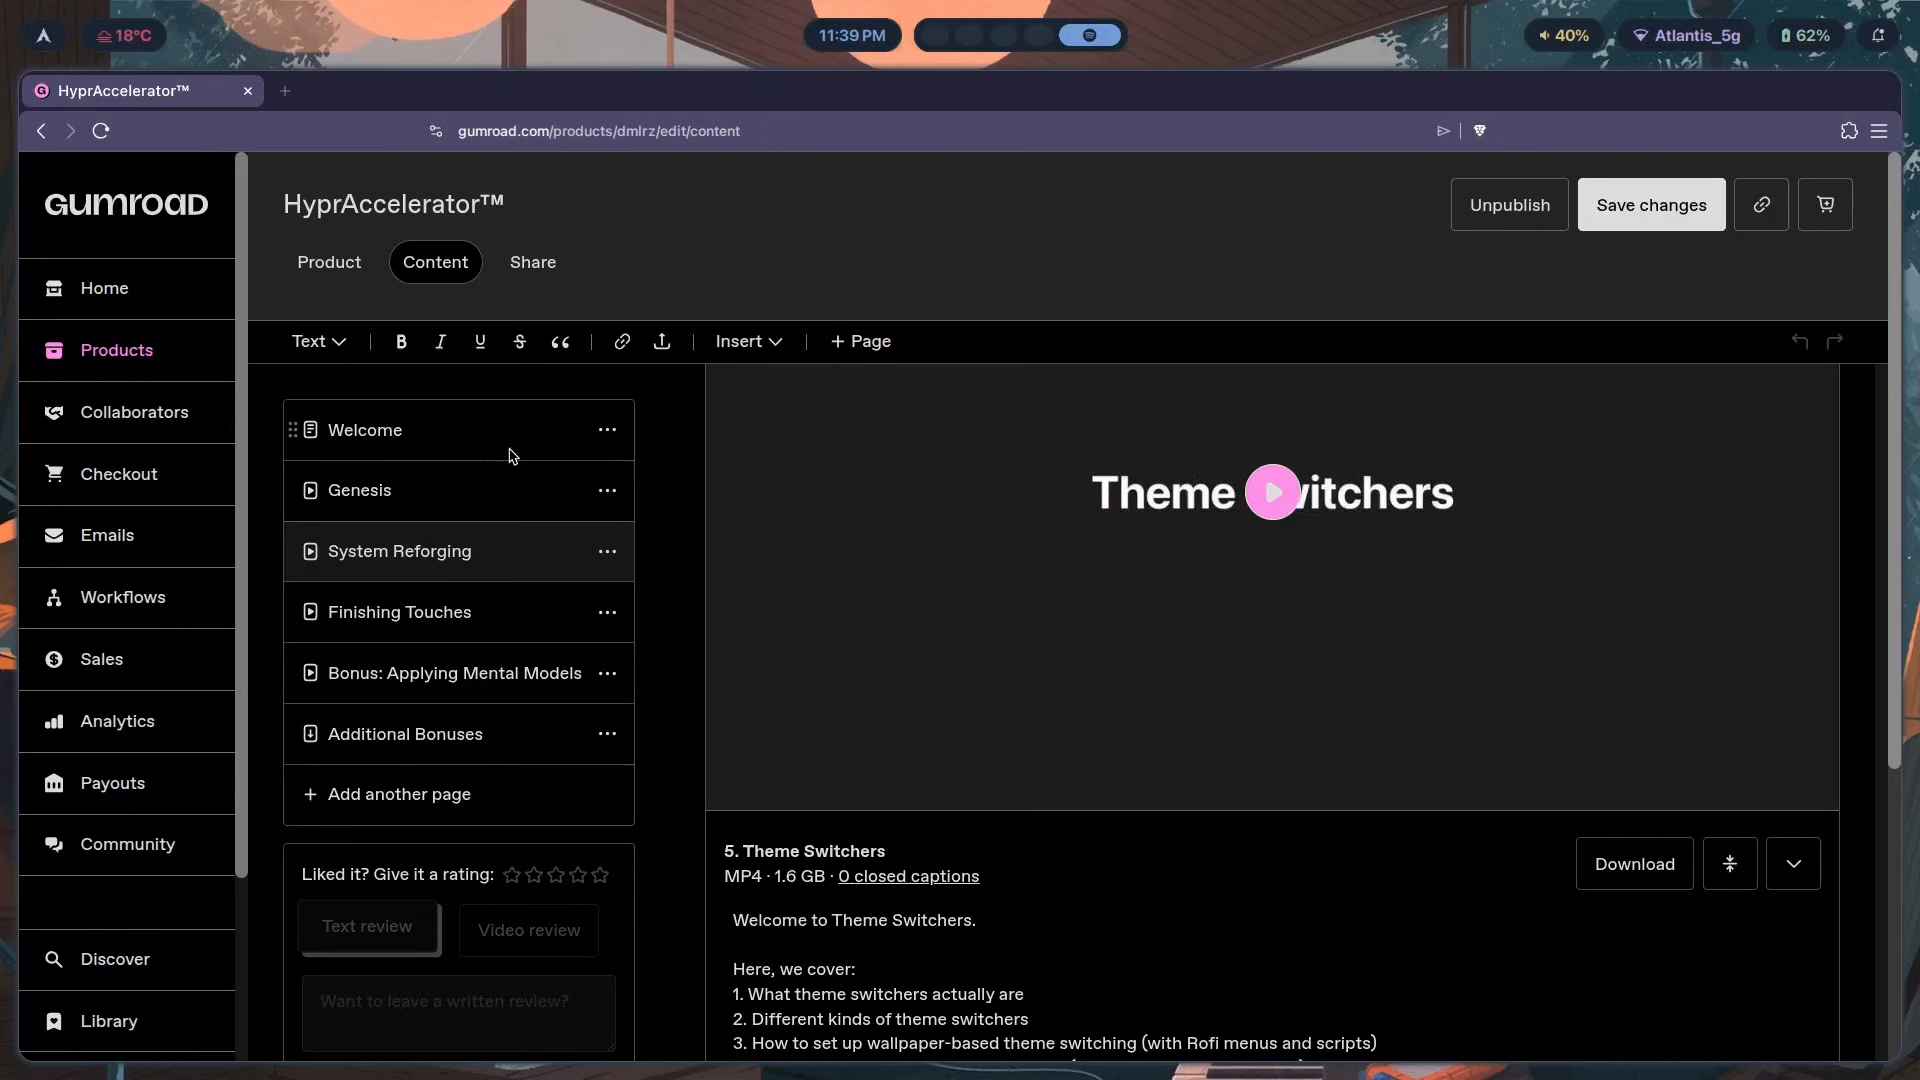 18°C
11:39 PM
40%
Atlantis_5g
62%
HyprAccelerator™
gumroad.com/products/dmlrz/edit/content
GUMROAD
Home
Products
Collaborators
Checkout
Emails
Workflows
Sales
Analytics
Payouts
Community
Discover
Library
HyprAccelerator™
Unpublish
Save changes
Product
Content
Share
Text
B
I
U
S
Insert
+ Page
Welcome
Genesis
System Reforging
Finishing Touches
Bonus: Applying Mental Models
Additional Bonuses
+ Add another page
Liked it? Give it a rating:
Text review
Video review
Want to leave a written review?
Theme
witchers
5. Theme Switchers
MP4 · 1.6 GB · 0 closed captions
Download
Welcome to Theme Switchers.
Here, we cover:
1. What theme switchers actually are
2. Different kinds of theme switchers
3. How to set up wallpaper-based theme switching (with Rofi menus and scripts)